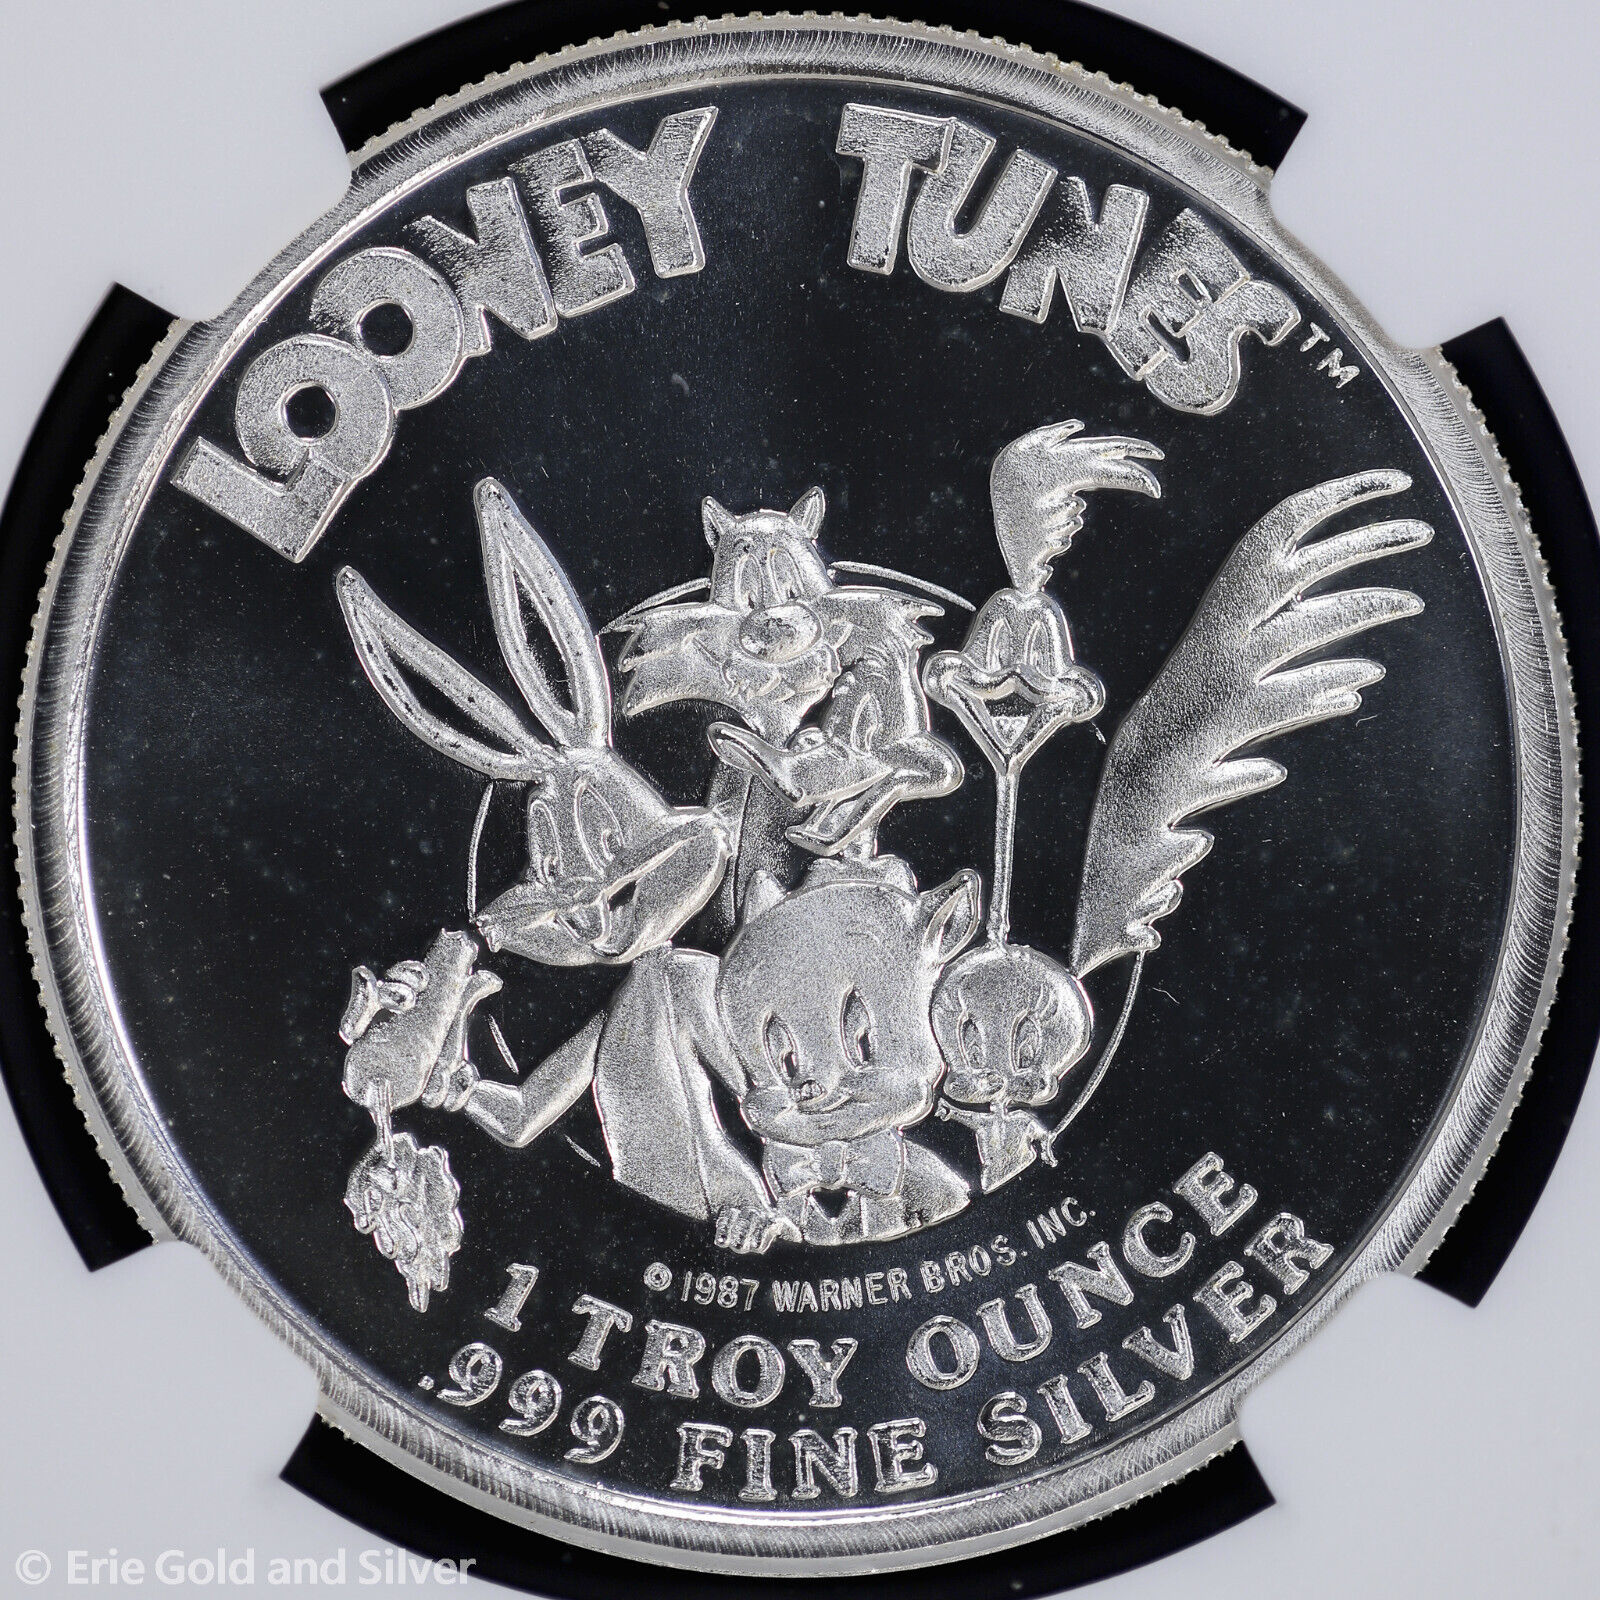 LOONEY TUNES™
© 1987 WARNER BROS. INC.
1 TROY OUNCE
.999 FINE SILVER
© Erie Gold and Silver